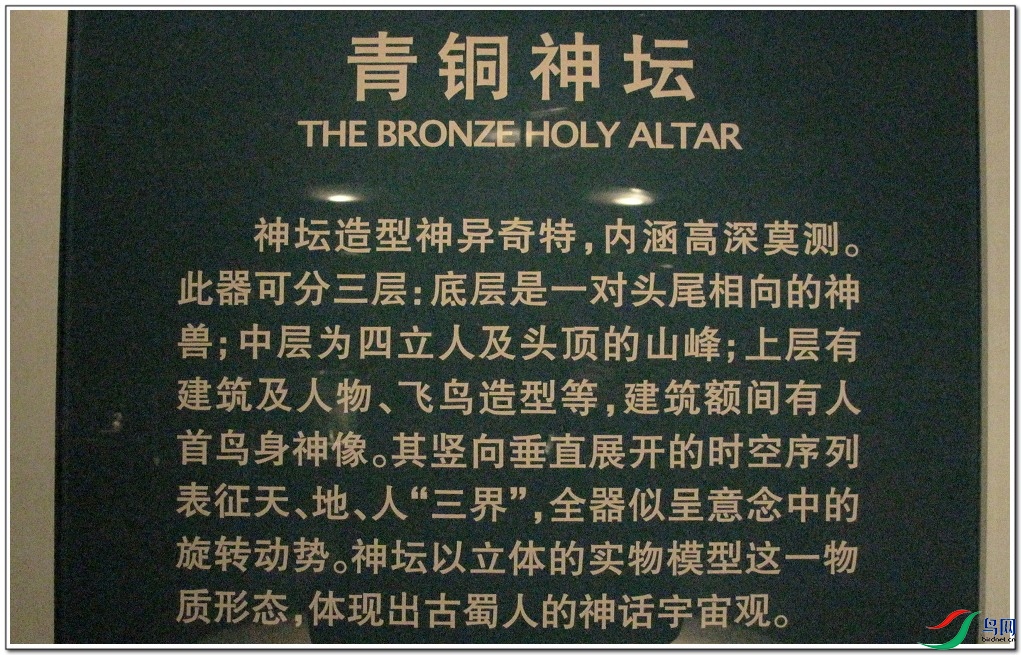 青铜神坛
THE BRONZE HOLY ALTAR
神坛造型神异奇特，内涵高深莫测。
此器可分三层：底层是一对头尾相向的神
兽；中层为四立人及头顶的山峰；上层有
建筑及人物、飞鸟造型等，建筑额间有人
首鸟身神像。其竖向垂直展开的时空序列
表征天、地、人“三界”，全器似呈意念中的
旋转动势。神坛以立体的实物模型这一物
质形态，体现出古蜀人的神话宇宙观。
鸟网
birdnet.cn